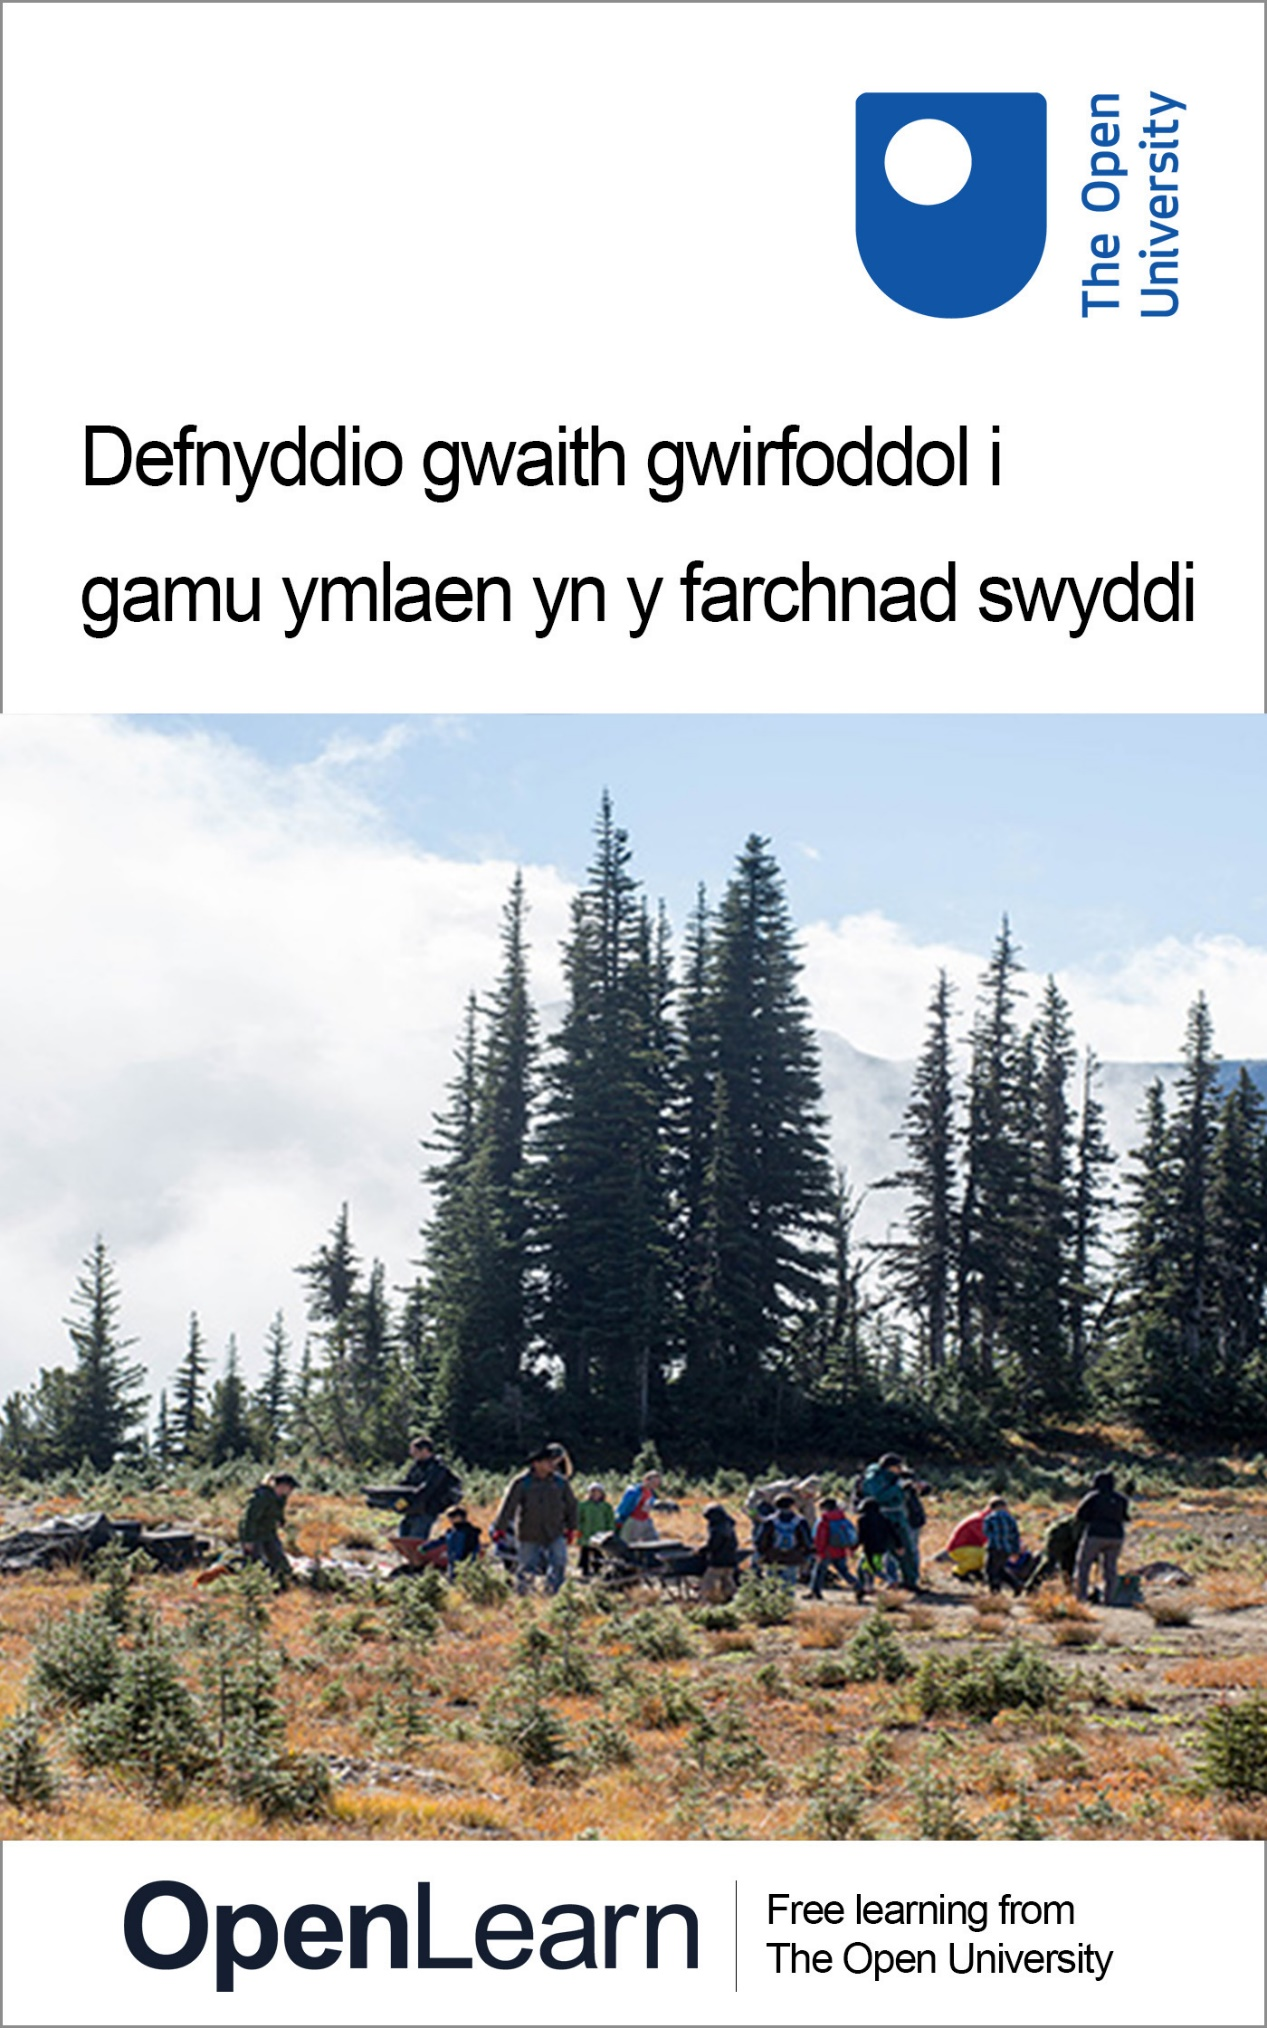 The Open
University
Defnyddio gwaith gwirfoddol i
gamu ymlaen yn y farchnad swyddi
OpenLearn
Free learning from
The Open University